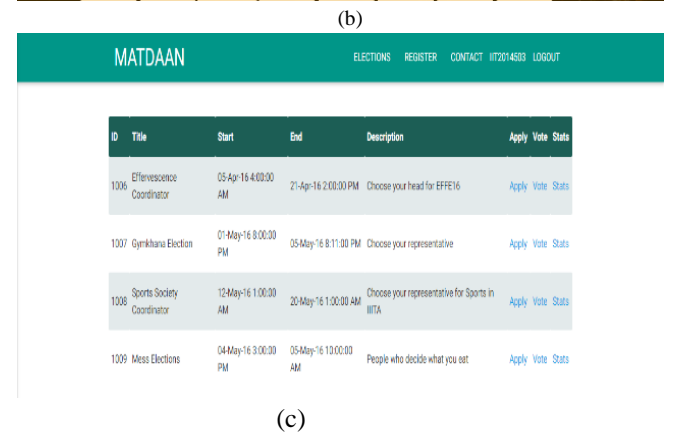 (b)
MATDAAN ELECTIONS REGISTER CONTACT IIT2014503 LOGOUT
ID Title Start End Description Apply Vote Stats
1006 Effervescence Coordinator 05-Apr-16 4:00:00 AM 21-Apr-16 2:00:00 PM Choose your head for EFFE16 Apply Vote Stats
1007 Gymkhana Election 01-May-16 8:00:00 PM 05-May-16 8:11:00 PM Choose your representative Apply Vote Stats
1008 Sports Society Coordinator 12-May-16 1:00:00 AM 20-May-16 1:00:00 AM Choose your representative for Sports in IIITA Apply Vote Stats
1009 Mess Elections 04-May-16 3:00:00 PM 05-May-16 10:00:00 AM People who decide what you eat Apply Vote Stats
(c)